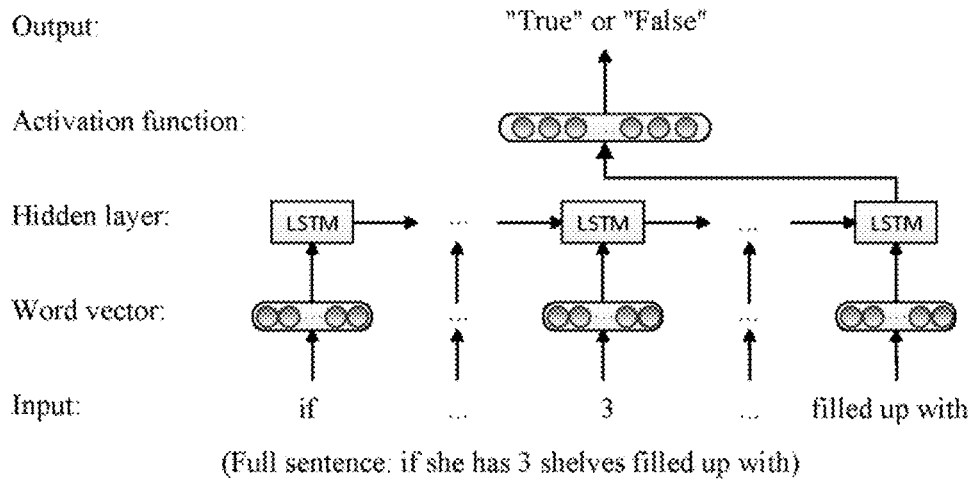 Output: "True" or "False"
Activation function:
Hidden layer: LSTM ... LSTM ... LSTM
Word vector: ... ...
Input: if ... 3 ... filled up with
(Full sentence: if she has 3 shelves filled up with)